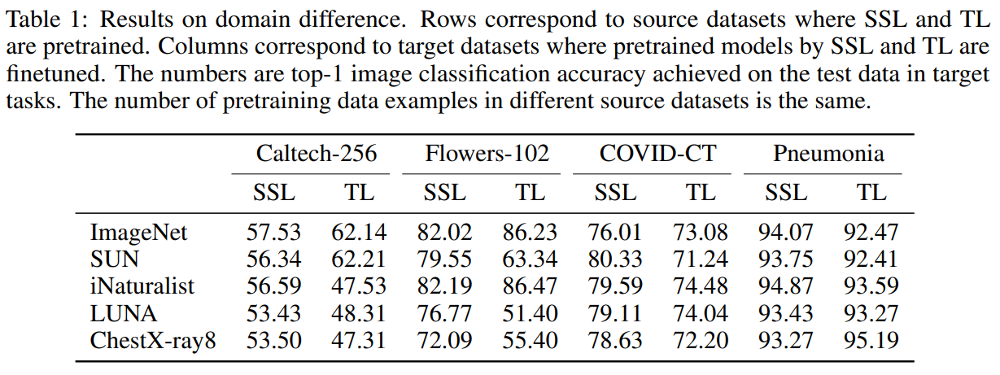 Table 1: Results on domain difference. Rows correspond to source datasets where SSL and TL
are pretrained. Columns correspond to target datasets where pretrained models by SSL and TL are
finetuned. The numbers are top-1 image classification accuracy achieved on the test data in target
tasks. The number of pretraining data examples in different source datasets is the same.
Caltech-256 Flowers-102 COVID-CT Pneumonia
SSL TL SSL TL SSL TL SSL TL
ImageNet 57.53 62.14 82.02 86.23 76.01 73.08 94.07 92.47
SUN 56.34 62.21 79.55 63.34 80.33 71.24 93.75 92.41
iNaturalist 56.59 47.53 82.19 86.47 79.59 74.48 94.87 93.59
LUNA 53.43 48.31 76.77 51.40 79.11 74.04 93.43 93.27
ChestX-ray8 53.50 47.31 72.09 55.40 78.63 72.20 93.27 95.19